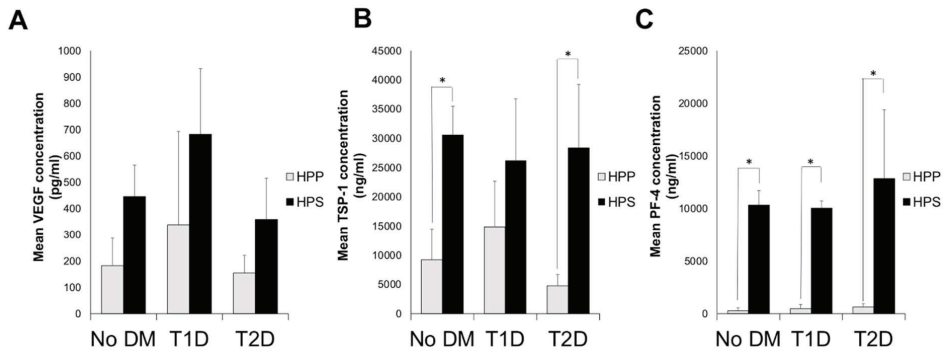 A
Mean VEGF concentration
(pg/ml)
1000
900
800
700
600
500
400
300
200
100
0
No DM T1D T2D
HPP
HPS
B
Mean TSP-1 concentration
(ng/ml)
45000
40000
35000
30000
25000
20000
15000
10000
5000
0
* *
No DM T1D T2D
HPP
HPS
C
Mean PF-4 concentration
(ng/ml)
25000
20000
15000
10000
5000
0
* * *
No DM T1D T2D
HPP
HPS